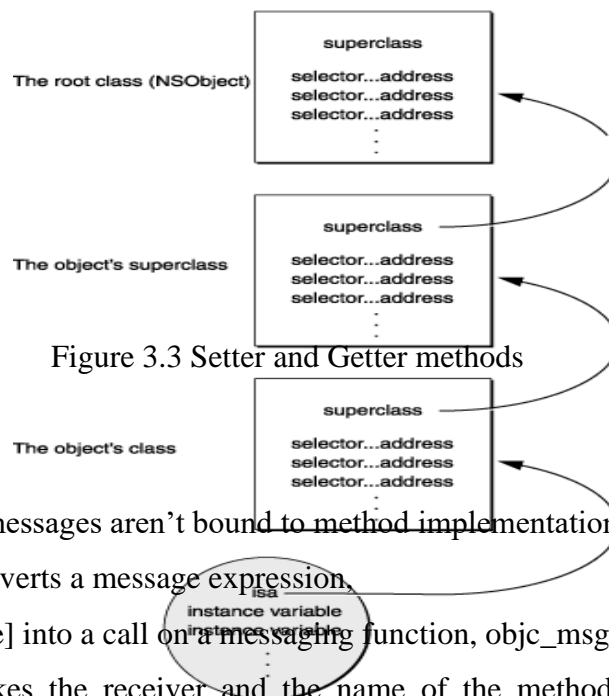 superclass
The root class (NSObject)
selector...address
selector...address
selector...address
superclass
The object's superclass
selector...address
selector...address
selector...address
Figure 3.3 Setter and Getter methods
superclass
The object's class
selector...address
selector...address
selector...address
messages aren't bound to method implementation
verts a message expression,
isa
instance variable
instance variable
e] into a call on a messaging function, objc_msg
kes the receiver and the name of the method